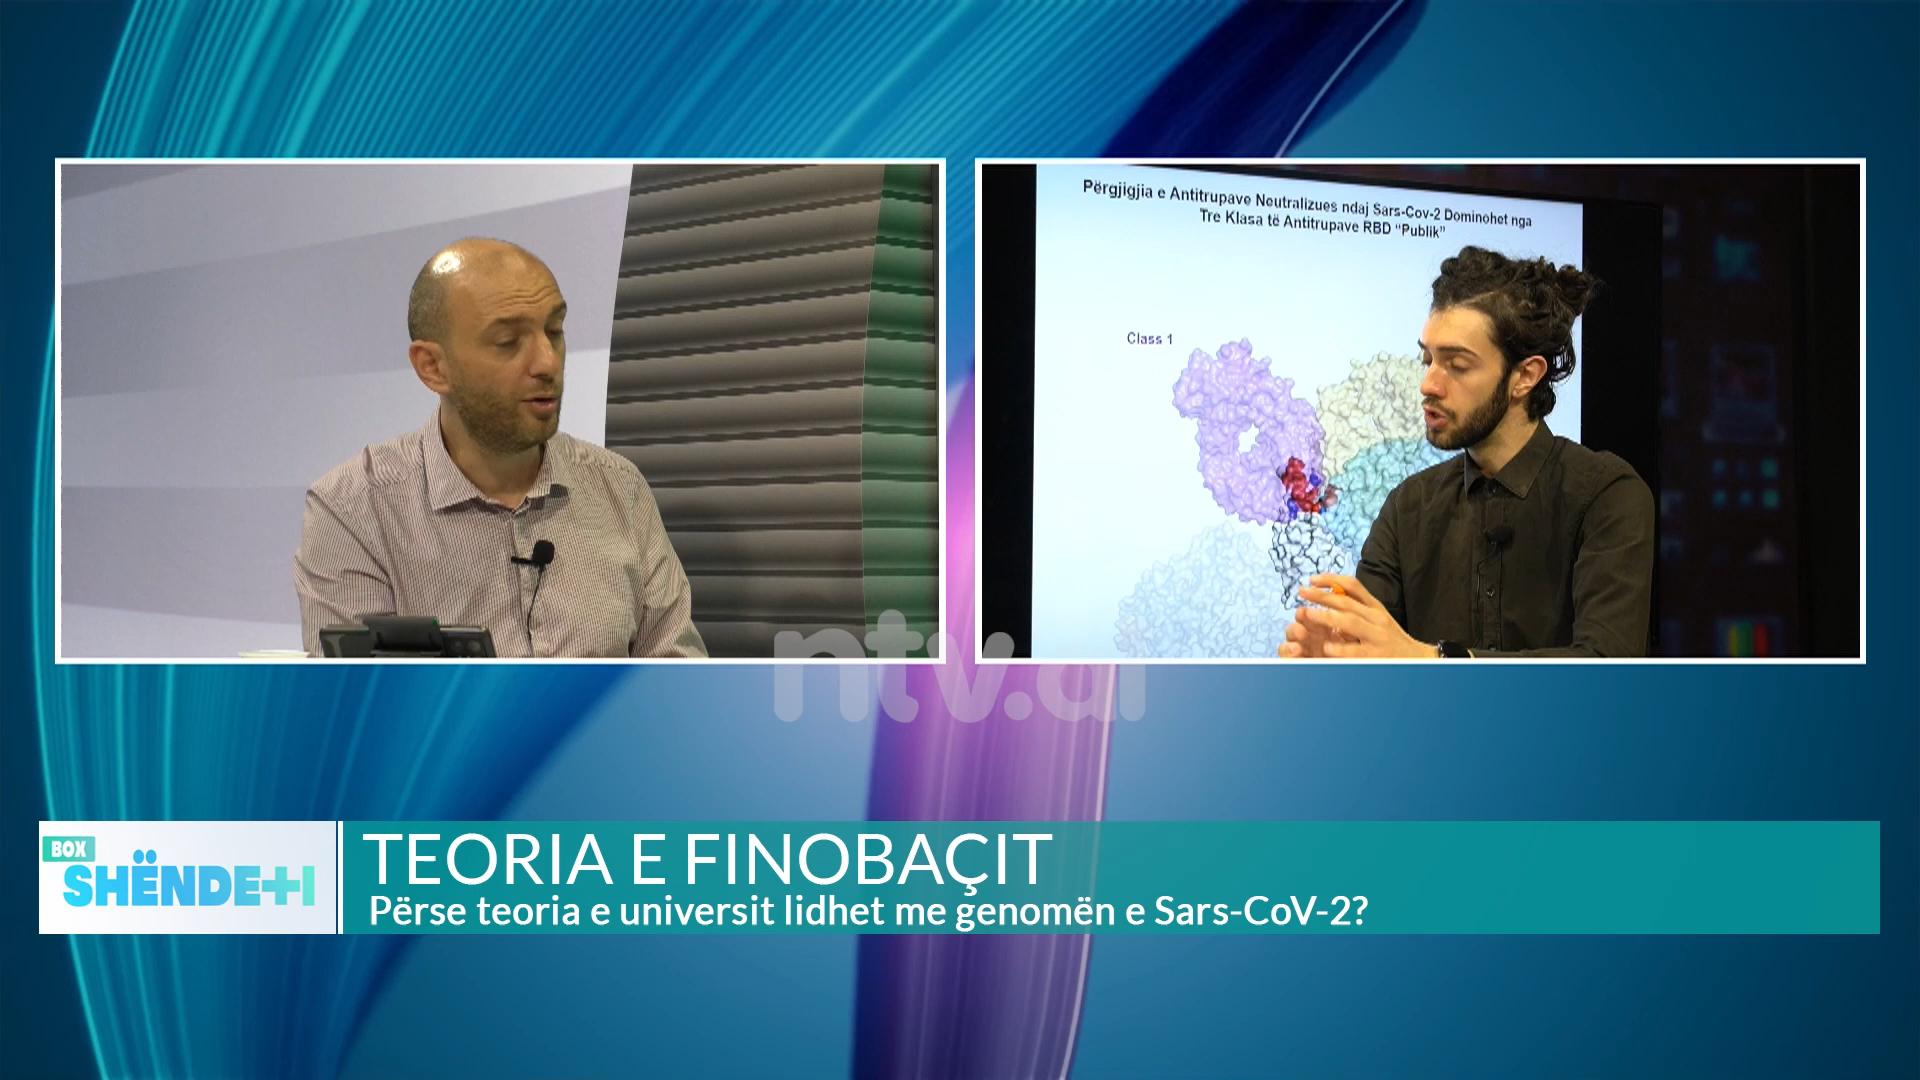 Përgjigjia e Antitrupave Neutralizues ndaj Sars-Cov-2 Dominohet nga
Tre Klasa të Antitrupave RBD “Publik”
Class 1
ntv.al
BOX
SHËNDETI
TEORIA E FINOBAÇIT
Përse teoria e universit lidhet me genomën e Sars-CoV-2?